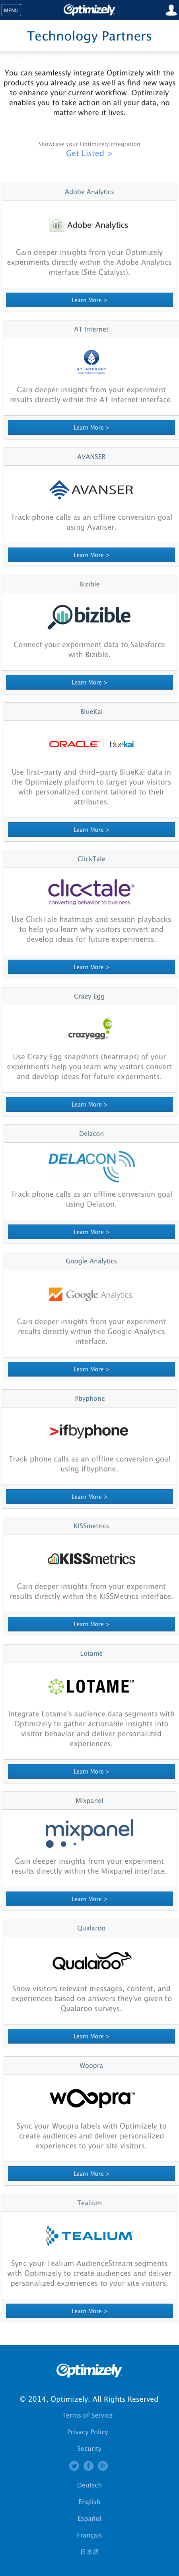 MENU
Optimizely
Technology Partners
You can seamlessly integrate Optimizely with the
products you already use as well as find new ways
to enhance your current workflow. Optimizely
enables you to take action on all your data, no
matter where it lives.
Showcase your Optimizely integration
Get Listed >
Adobe Analytics
Adobe Analytics
Gain deeper insights from your Optimizely
experiments directly within the Adobe Analytics
interface (Site Catalyst).
Learn More >
AT Internet
AT INTERNET
Gain deeper insights from your experiment
results directly within the AT Internet interface.
Learn More >
AVANSER
AVANSER
Track phone calls as an offline conversion goal
using Avanser.
Learn More >
Bizible
bizible
Connect your experiment data to Salesforce
with Bizible.
Learn More >
BlueKai
ORACLE | bluekai
Use first-party and third-party BlueKai data in
the Optimizely platform to target your visitors
with personalized content tailored to their
attributes.
Learn More >
ClickTale
clicktale
converting behavior to business
Use ClickTale heatmaps and session playbacks
to help you learn why visitors convert and
develop ideas for future experiments.
Learn More >
Crazy Egg
crazyegg
Use Crazy Egg snapshots (heatmaps) of your
experiments help you learn why visitors convert
and develop ideas for future experiments.
Learn More >
Delacon
DELACON
Track phone calls as an offline conversion goal
using Delacon.
Learn More >
Google Analytics
Google Analytics
Gain deeper insights from your experiment
results directly within the Google Analytics
interface.
Learn More >
ifbyphone
>ifbyphone
Track phone calls as an offline conversion goal
using ifbyphone.
Learn More >
KISSmetrics
KISSmetrics
Gain deeper insights from your experiment
results directly within the KISSMetrics interface.
Learn More >
Lotame
LOTAME™
Integrate Lotame's audience data segments with
Optimizely to gather actionable insights into
visitor behavior and deliver personalized
experiences.
Learn More >
Mixpanel
mixpanel
Gain deeper insights from your experiment
results directly within the Mixpanel interface.
Learn More >
Qualaroo
Qualaroo
Show visitors relevant messages, content, and
experiences based on answers they've given to
Qualaroo surveys.
Learn More >
Woopra
woopra™
Sync your Woopra labels with Optimizely to
create audiences and deliver personalized
experiences to your site visitors.
Learn More >
Tealium
TEALIUM
Sync your Tealium AudienceStream segments
with Optimizely to create audiences and deliver
personalized experiences to your site visitors.
Learn More >
Optimizely
© 2014, Optimizely. All Rights Reserved
Terms of Service
Privacy Policy
Security
Deutsch
English
Español
Français
日本語